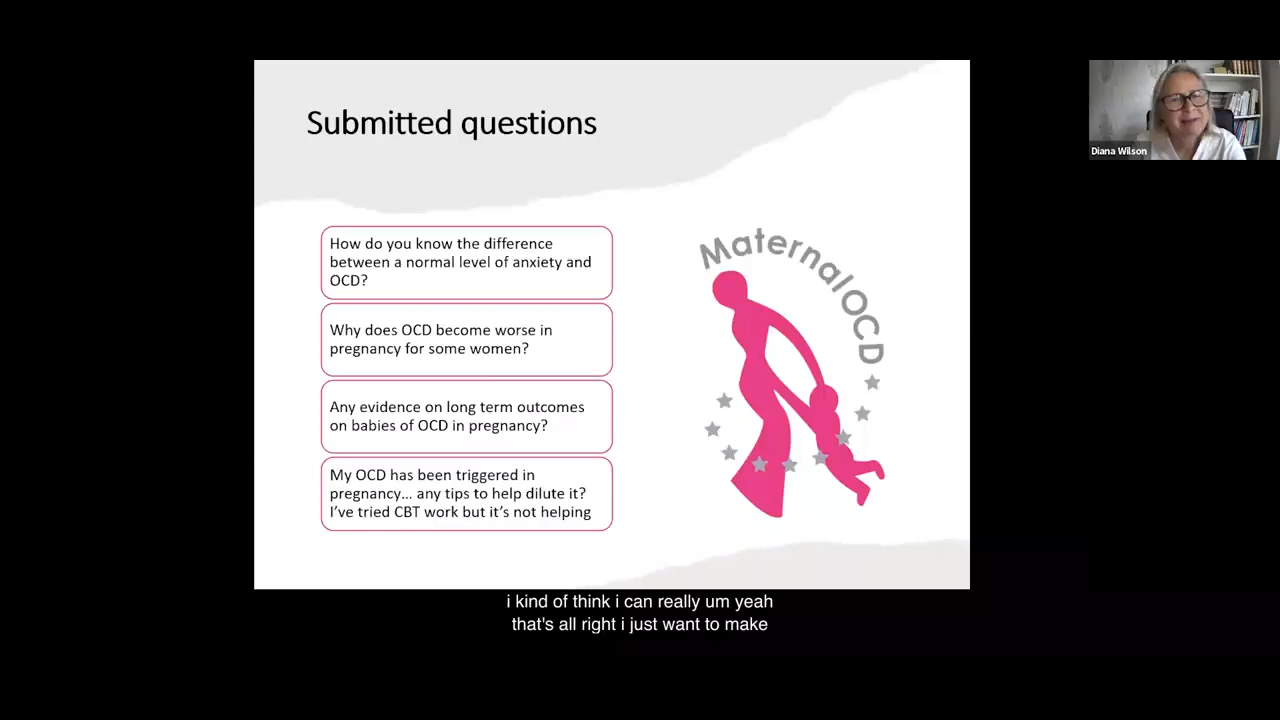 Submitted questions
How do you know the difference
between a normal level of anxiety and
OCD?
Why does OCD become worse in
pregnancy for some women?
Any evidence on long term outcomes
on babies of OCD in pregnancy?
My OCD has been triggered in
pregnancy... any tips to help dilute it?
I've tried CBT work but it's not helping
MaternalOCD
Diana Wilson
i kind of think i can really um yeah
that's all right i just want to make